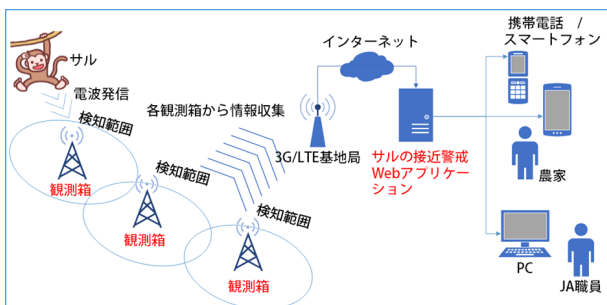 サル
電波発信
検知範囲
観測箱
検知範囲
観測箱
検知範囲
観測箱
各観測箱から情報収集
3G/LTE基地局
インターネット
サルの接近警戒
Webアプリケー
ション
携帯電話 /
スマートフォン
農家
PC
JA職員